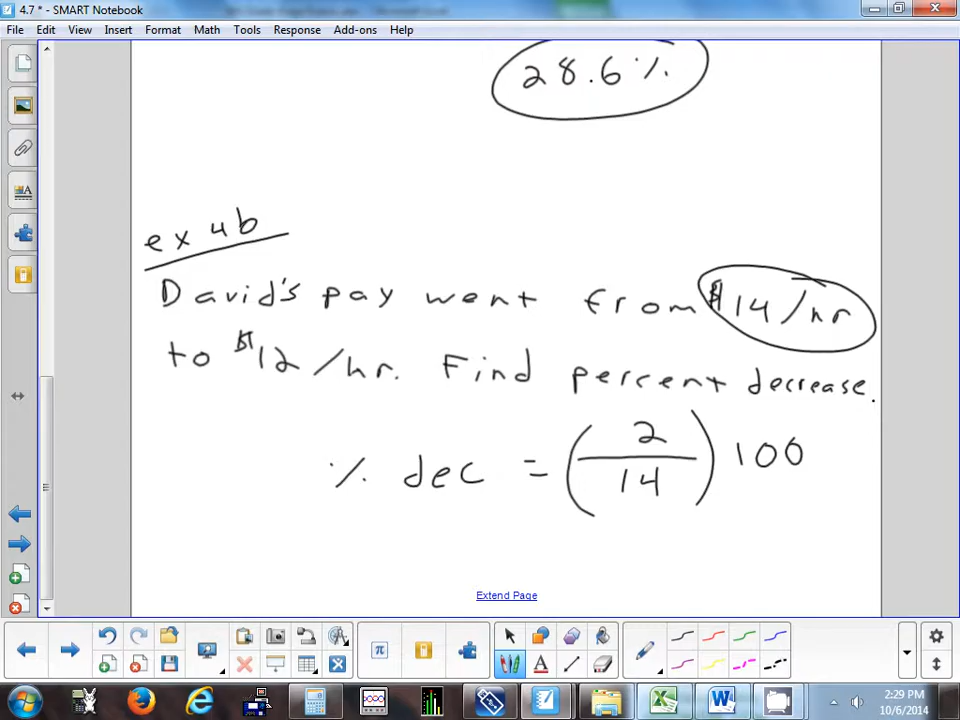 4.7 * - SMART Notebook
File Edit View Insert Format Math Tools Response Add-ons Help
28.6%
ex 4b
David's pay went from $14/hr
to $12/hr. Find percent decrease.
% dec = (2/14) 100
Extend Page
2:29 PM
10/6/2014